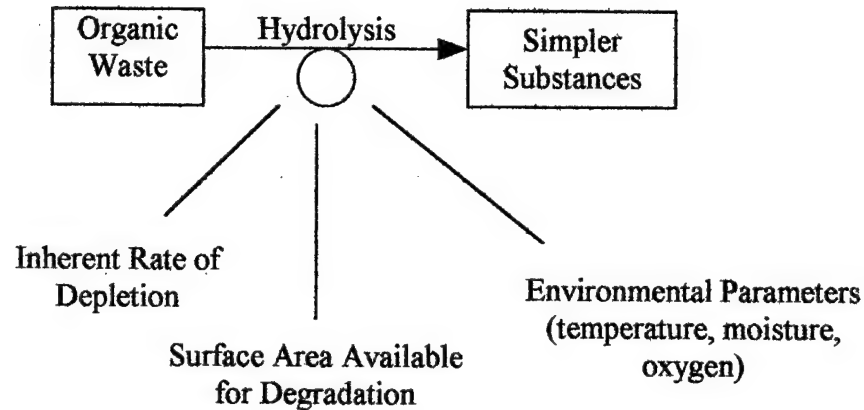 Organic
Waste
Hydrolysis
Simpler
Substances
Inherent Rate of
Depletion
Surface Area Available
for Degradation
Environmental Parameters
(temperature, moisture,
oxygen)